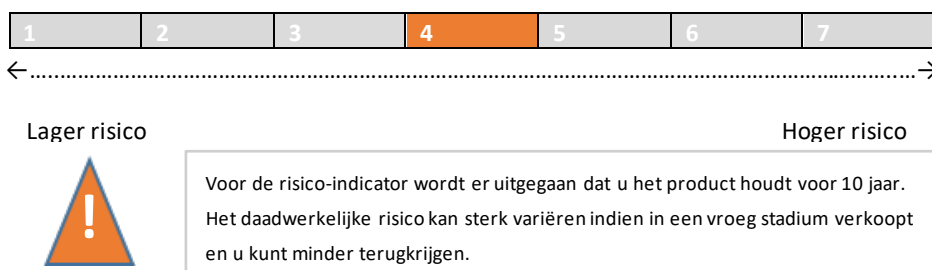 1 2 3 4 5 6 7
←....................................................................................................................→
Lager risico Hoger risico
!
Voor de risico-indicator wordt er uitgegaan dat u het product houdt voor 10 jaar.
Het daadwerkelijke risico kan sterk variëren indien in een vroeg stadium verkoopt
en u kunt minder terugkrijgen.